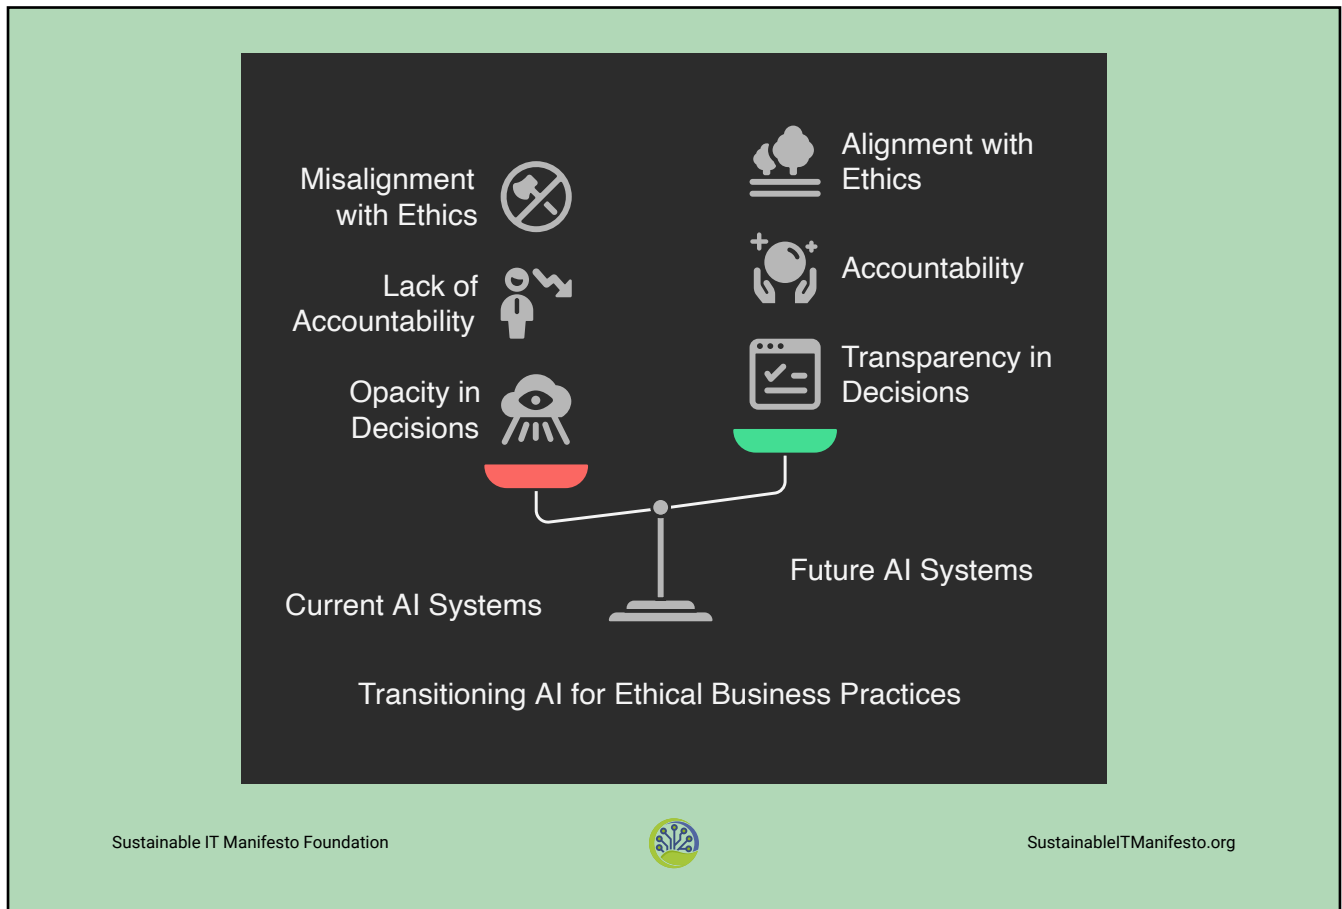 Misalignment
with Ethics
Lack of
Accountability
Opacity in
Decisions
Alignment with
Ethics
Accountability
Transparency in
Decisions
Current AI Systems
Future AI Systems
Transitioning AI for Ethical Business Practices
Sustainable IT Manifesto Foundation
SustainableITManifesto.org